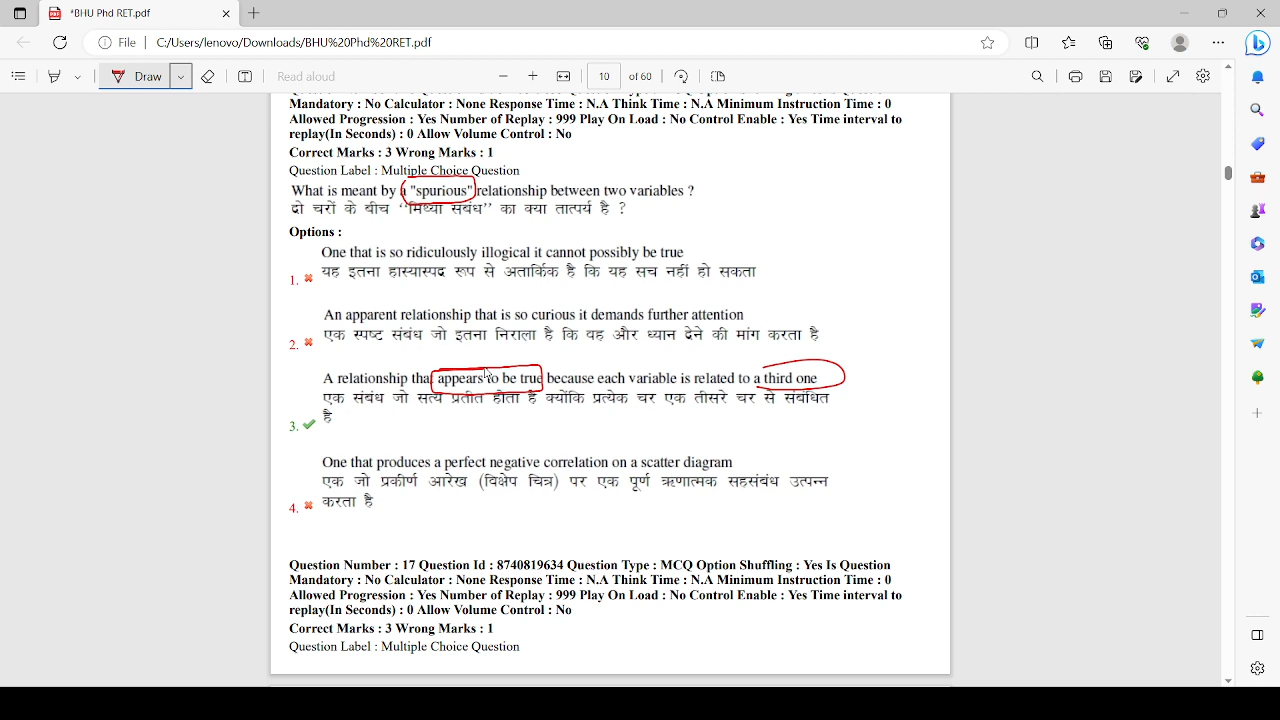 *BHU Phd RET.pdf
File
C:/Users/lenovo/Downloads/BHU%20Phd%20RET.pdf
Draw
Read aloud
10
of 60
Mandatory : No Calculator : None Response Time : N.A Think Time : N.A Minimum Instruction Time : 0
Allowed Progression : Yes Number of Replay : 999 Play On Load : No Control Enable : Yes Time interval to
replay(In Seconds) : 0 Allow Volume Control : No
Correct Marks : 3 Wrong Marks : 1
Question Label : Multiple Choice Question
What is meant by a "spurious" relationship between two variables ?
दो चरों के बीच ‘‘मिथ्या संबंध’’ का क्या तात्पर्य है ?
Options :
One that is so ridiculously illogical it cannot possibly be true
यह इतना हास्यास्पद रूप से अतार्किक है कि यह सच नहीं हो सकता
1.
An apparent relationship that is so curious it demands further attention
एक स्पष्ट संबंध जो इतना निराला है कि वह और ध्यान देने की मांग करता है
2.
A relationship that appears to be true because each variable is related to a third one
एक संबंध जो सत्य प्रतीत होता है क्योंकि प्रत्येक चर एक तीसरे चर से संबंधित
है
3.
One that produces a perfect negative correlation on a scatter diagram
एक जो प्रकीर्ण आरेख (विक्षेप चित्र) पर एक पूर्ण ऋणात्मक सहसंबंध उत्पन्न
करता है
4.
Question Number : 17 Question Id : 8740819634 Question Type : MCQ Option Shuffling : Yes Is Question
Mandatory : No Calculator : None Response Time : N.A Think Time : N.A Minimum Instruction Time : 0
Allowed Progression : Yes Number of Replay : 999 Play On Load : No Control Enable : Yes Time interval to
replay(In Seconds) : 0 Allow Volume Control : No
Correct Marks : 3 Wrong Marks : 1
Question Label : Multiple Choice Question